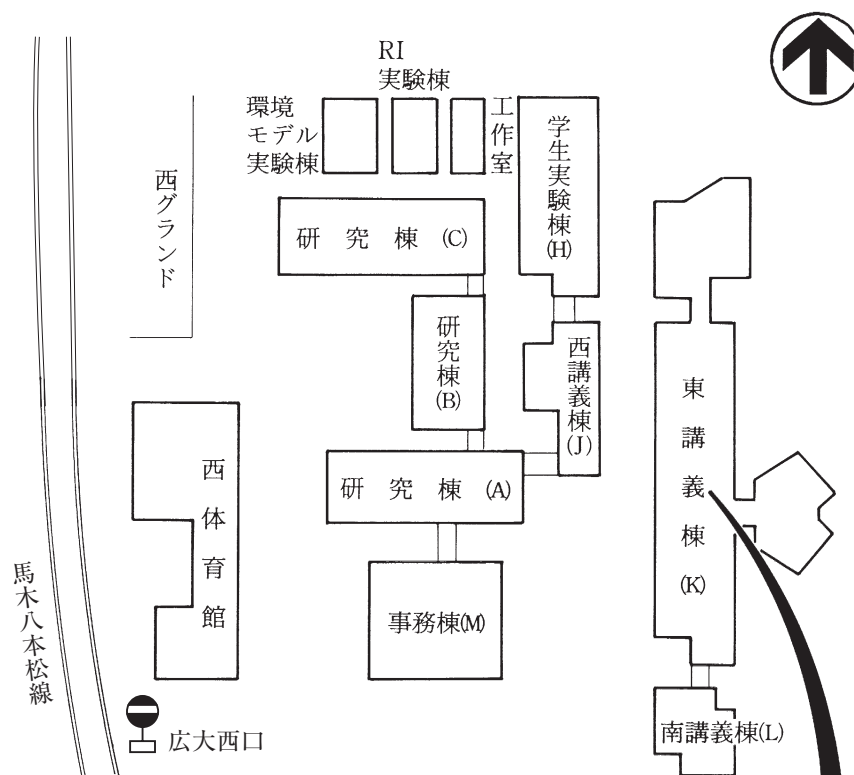 RI
実験棟
環境
モデル
実験棟
工作室
学生実験棟(H)
西グランド
研究棟(C)
研究棟(B)
西講義棟(J)
東講義棟(K)
研究棟(A)
西体育館
事務棟(M)
馬木八本松線
広大西口
南講義棟(L)